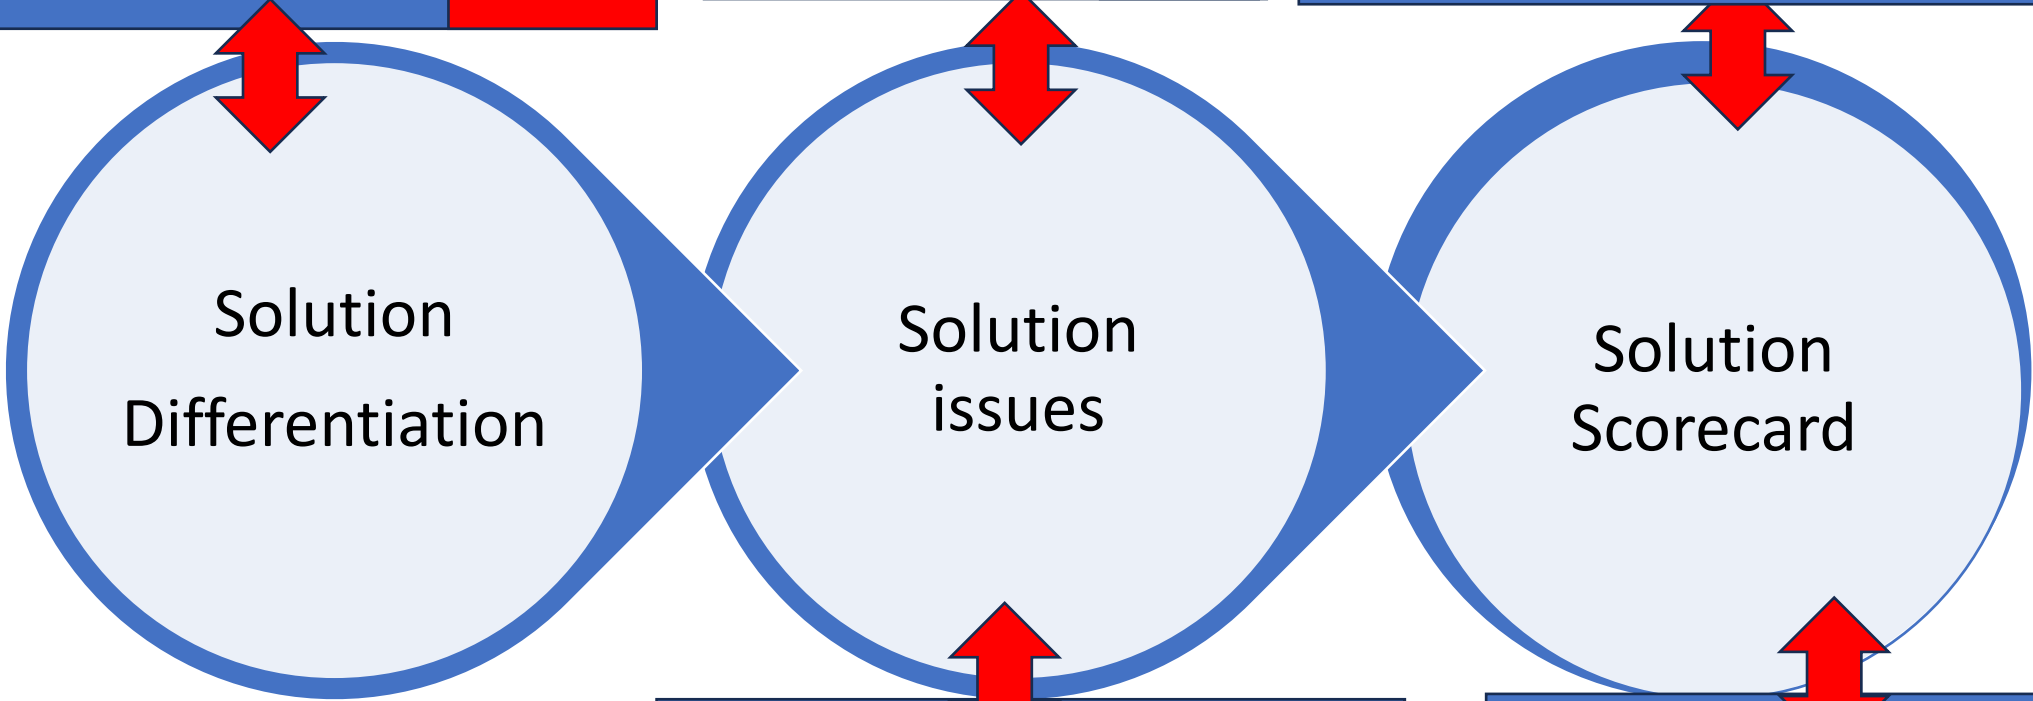 Solution
Differentiation
Solution
issues
Solution
Scorecard